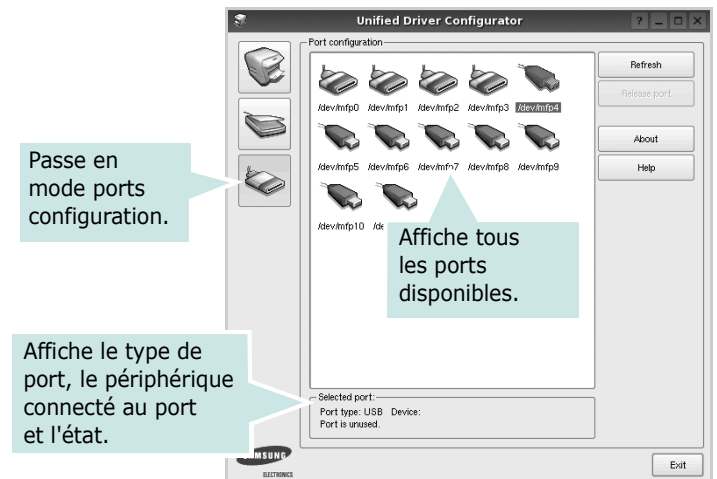 Unified Driver Configurator
Port configuration
/dev/mfp0 /dev/mfp1 /dev/mfp2 /dev/mfp3 /dev/mfp4
Refresh
Release port
About
Help
/dev/mfp5 /dev/mfp6 /dev/mfp7 /dev/mfp8 /dev/mfp9
/dev/mfp10
Passe en
mode ports
configuration.
Affiche tous
les ports
disponibles.
Affiche le type de
port, le périphérique
connecté au port
et l'état.
Selected port:
Port type: USB Device:
Port is unused.
ELECTRONICS
Exit